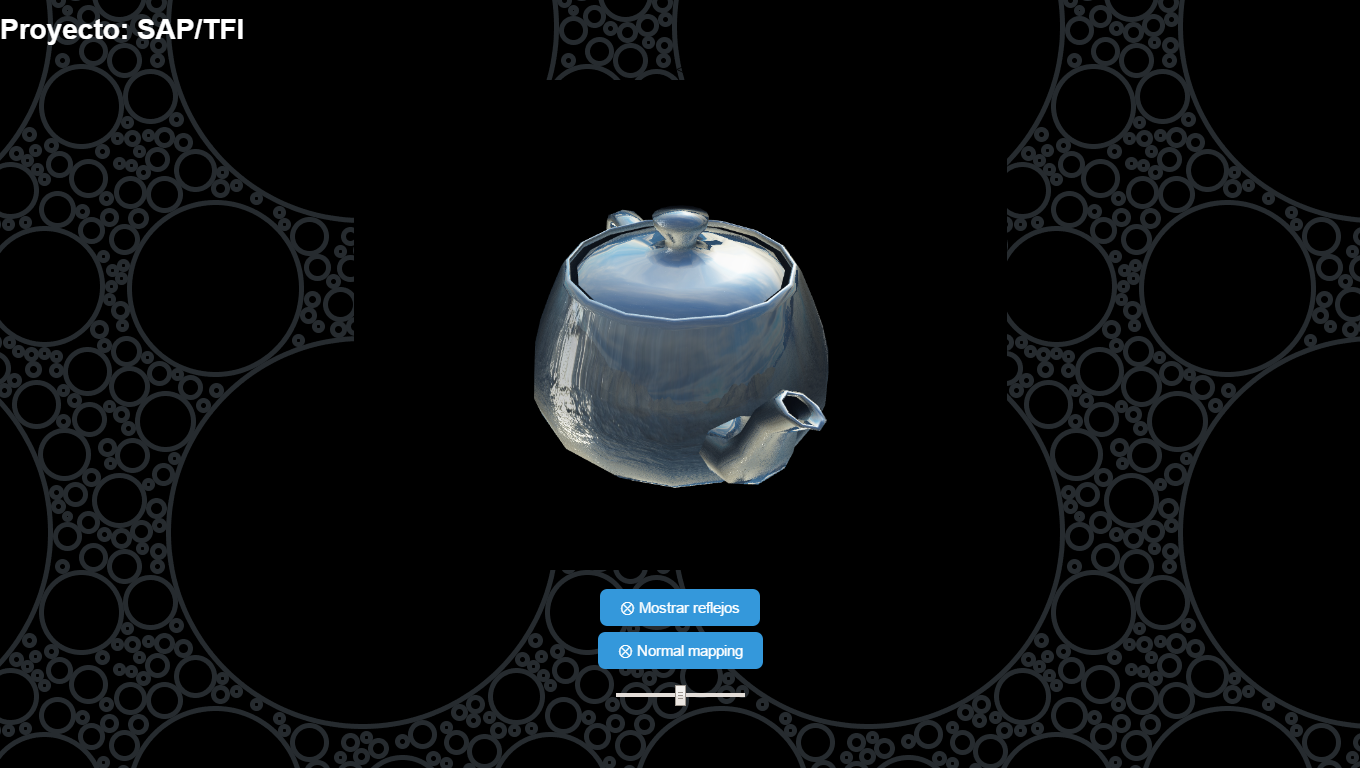 Proyecto: SAP/TFI
Mostrar reflejos
Normal mapping